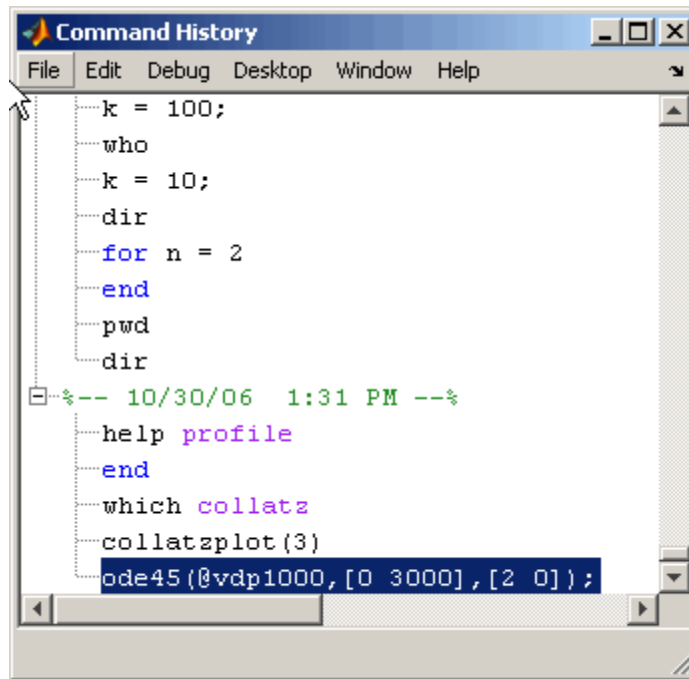 Command History
File Edit Debug Desktop Window Help
k = 100;
who
k = 10;
dir
for n = 2
end
pwd
dir
%-- 10/30/06  1:31 PM --%
help profile
end
which collatz
collatzplot(3)
ode45(@vdp1000,[0 3000],[2 0]);